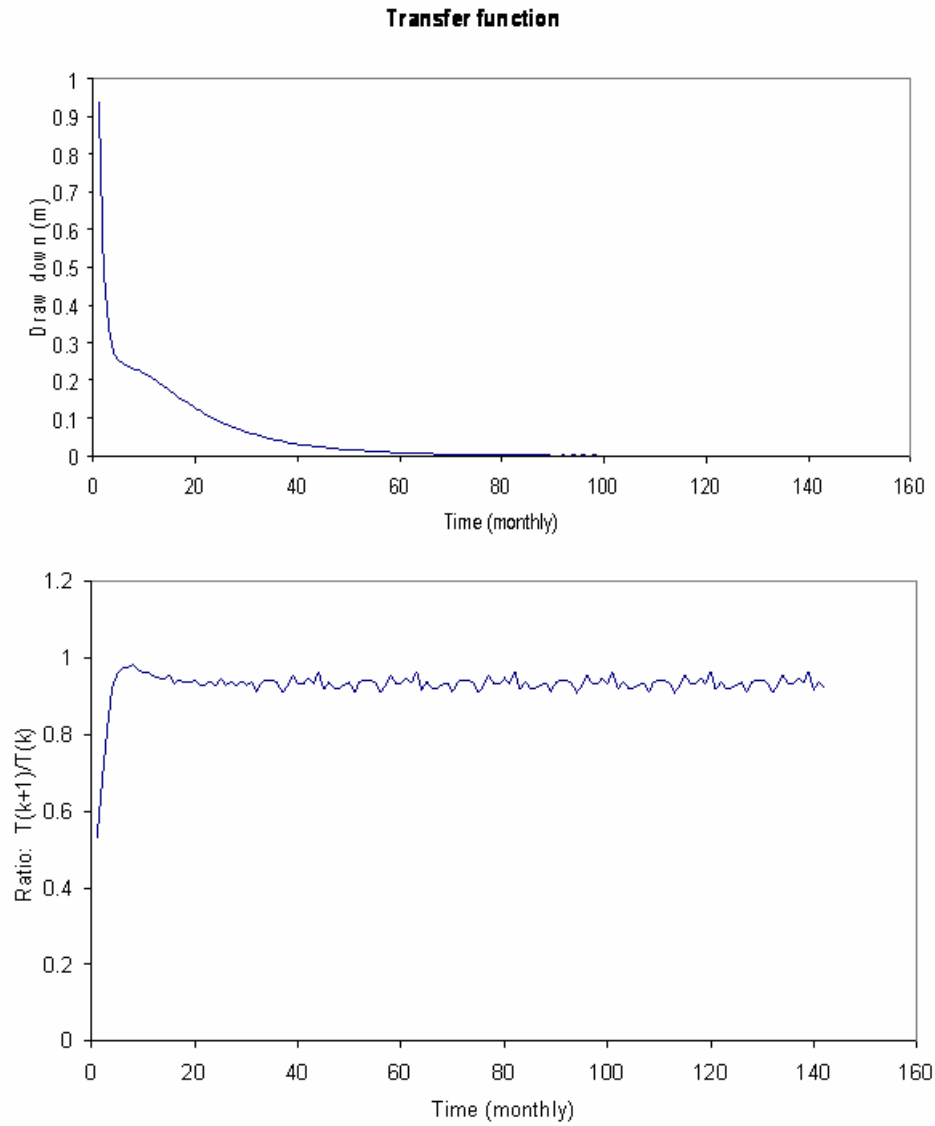 Transfer function
1
0.9
0.8
0.7
0.6
0.5
0.4
0.3
0.2
0.1
0
Draw down (m)
0 20 40 60 80 100 120 140 160
Time (monthly)
1.2
1
0.8
0.6
0.4
0.2
0
Ratio: T(k+1)/T(k)
0 20 40 60 80 100 120 140 160
Time (monthly)